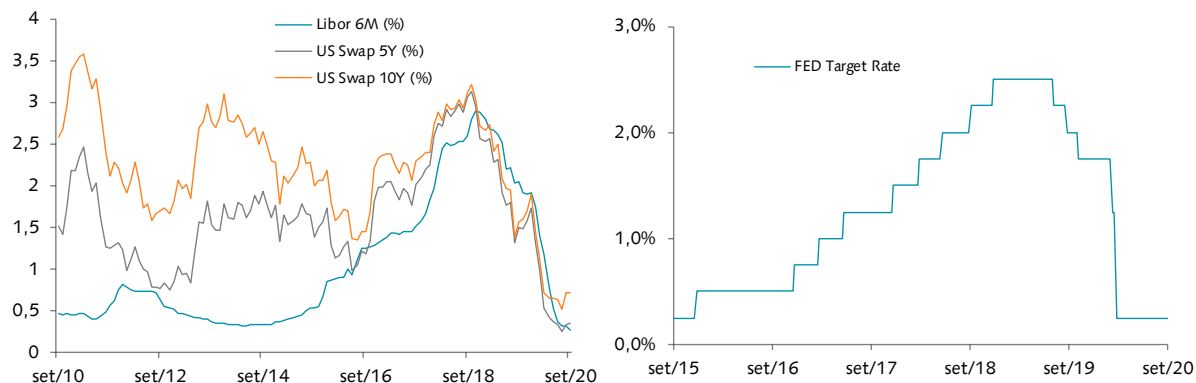 4
3,5
3
2,5
2
1,5
1
0,5
0
Libor 6M (%)
US Swap 5Y (%)
US Swap 10Y (%)
set/10 set/12 set/14 set/16 set/18 set/20
3,0%
2,0%
1,0%
0,0%
FED Target Rate
set/15 set/16 set/17 set/18 set/19 set/20